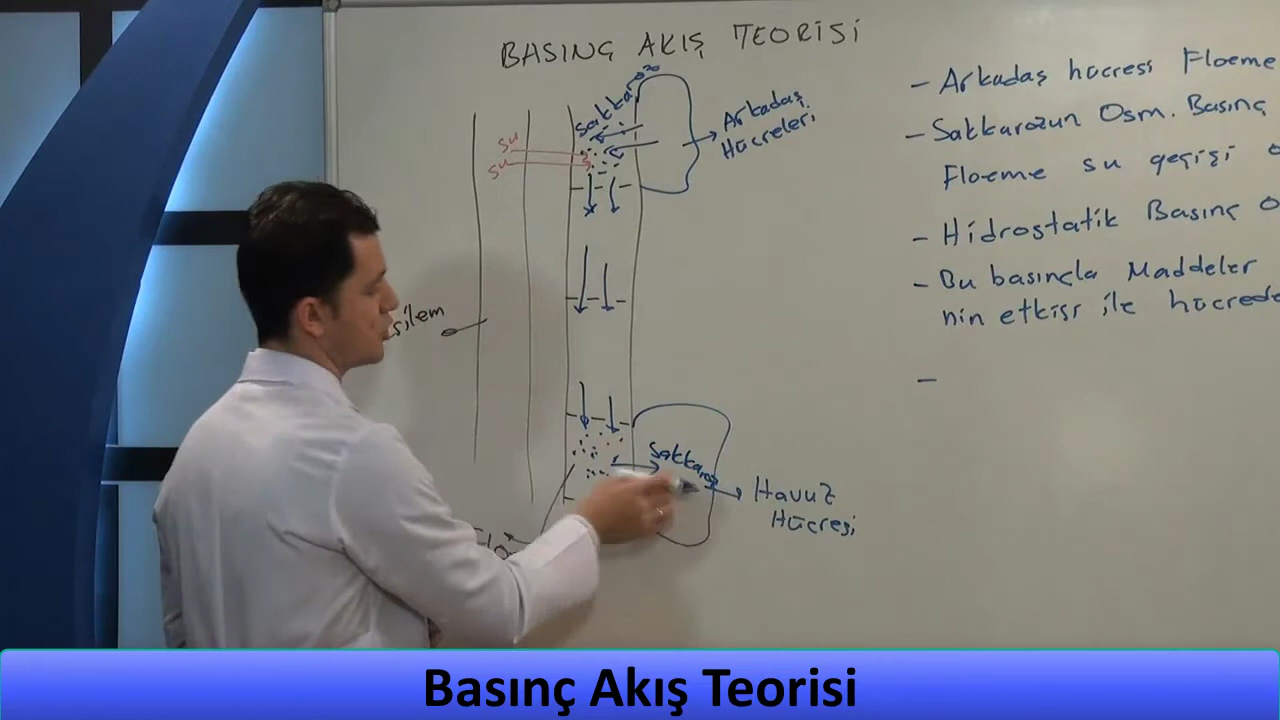 BASINÇ AKIŞ TEORİSİ
Sakkaroz
Arkadaş
Hücreleri
su
su
silem
Sakkaroz
Havuz
Hücresi
Flo
- Arkadaş hücresi Floeme
- Sakkarozun Osm. Basınç
Floeme su geçişi o
- Hidrostatik Basınç o
- Bu basınçla Maddeler
nin etkisi ile hücrede
-
Basınç Akış Teorisi